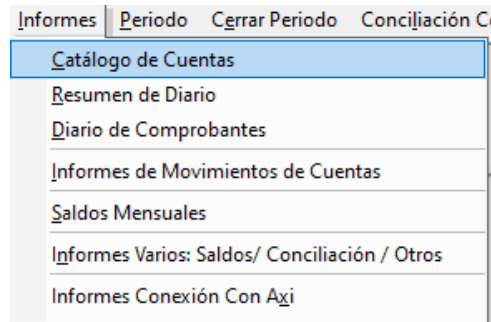 Informes Periodo Cerrar Periodo Conciliación C
Catálogo de Cuentas
Resumen de Diario
Diario de Comprobantes
Informes de Movimientos de Cuentas
Saldos Mensuales
Informes Varios: Saldos/ Conciliación / Otros
Informes Conexión Con Axi